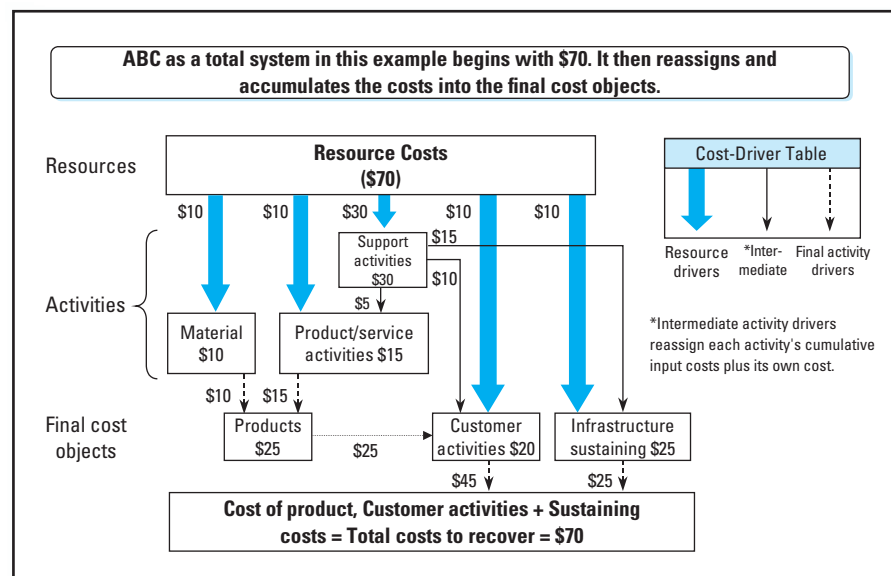 ABC as a total system in this example begins with $70. It then reassigns and
accumulates the costs into the final cost objects.
Resources
Resource Costs
($70)
Cost-Driver Table
$10
$10
$30
$10
$10
Resource
drivers
*Inter-
mediate
Final activity
drivers
Support
activities
$30
$15
$10
$5
Activities
Material
$10
Product/service
activities $15
*Intermediate activity drivers
reassign each activity's cumulative
input costs plus its own cost.
$10
$15
Final cost
objects
Products
$25
$25
Customer
activities $20
Infrastructure
sustaining $25
$45
$25
Cost of product, Customer activities + Sustaining
costs = Total costs to recover = $70